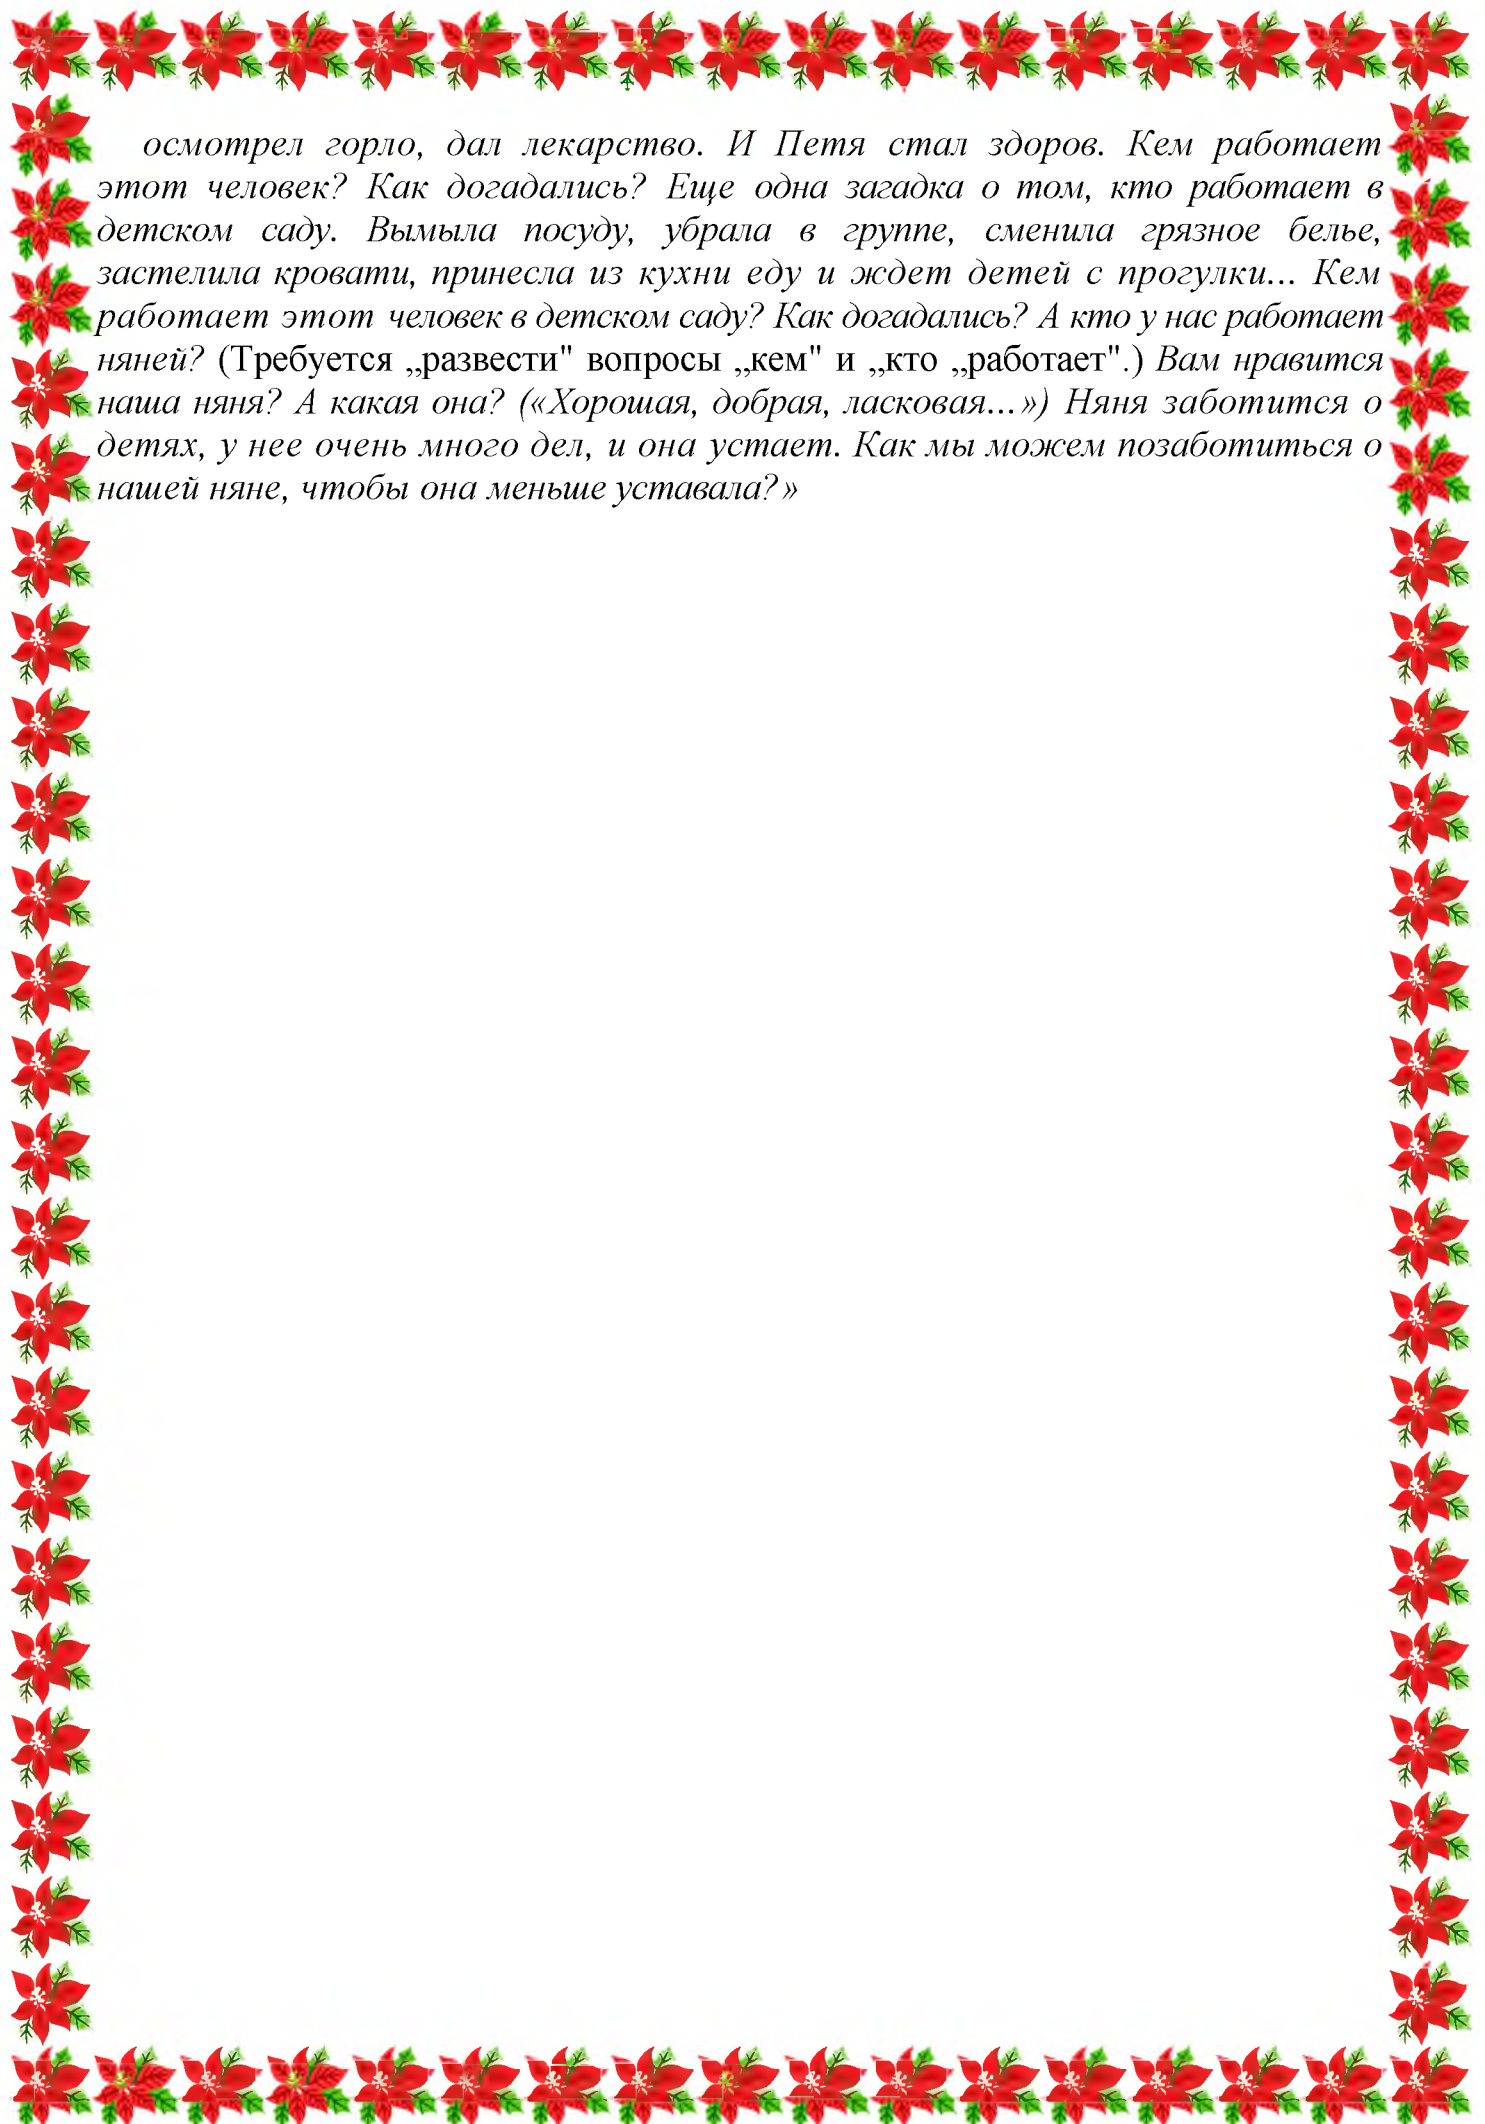 осмотрел горло, дал лекарство. И Петя стал здоров. Кем работает
этот человек? Как догадались? Еще одна загадка о том, кто работает в
детском саду. Вымыла посуду, убрала в группе, сменила грязное белье,
застелила кровати, принесла из кухни еду и ждет детей с прогулки... Кем
работает этот человек в детском саду? Как догадались? А кто у нас работает
няней? (Требуется „развести" вопросы „кем" и „кто „работает".) Вам нравится
наша няня? А какая она? («Хорошая, добрая, ласковая...») Няня заботится о
детях, у нее очень много дел, и она устает. Как мы можем позаботиться о
нашей няне, чтобы она меньше уставала?»